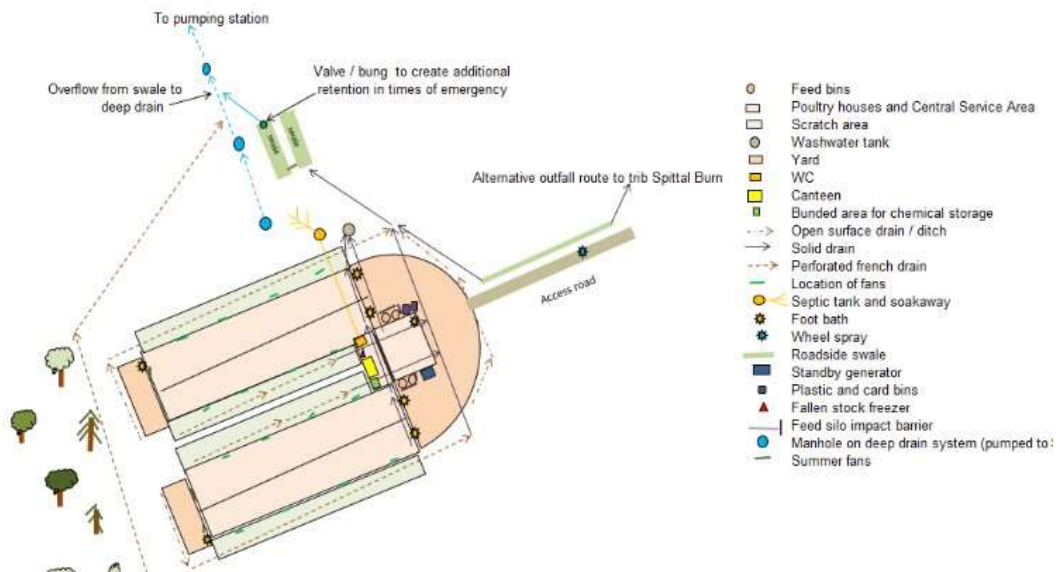 To pumping station
Overflow from swale to
deep drain
Valve / bung to create additional
retention in times of emergency
Alternative outfall route to trib Spittal Burn
Access road
Feed bins
Poultry houses and Central Service Area
Scratch area
Washwater tank
Yard
WC
Canteen
Bunded area for chemical storage
Open surface drain / ditch
Solid drain
Perforated french drain
Location of fans
Septic tank and soakaway
Foot bath
Wheel spray
Roadside swale
Standby generator
Plastic and card bins
Fallen stock freezer
Feed silo impact barrier
Manhole on deep drain system (pumped to
Summer fans